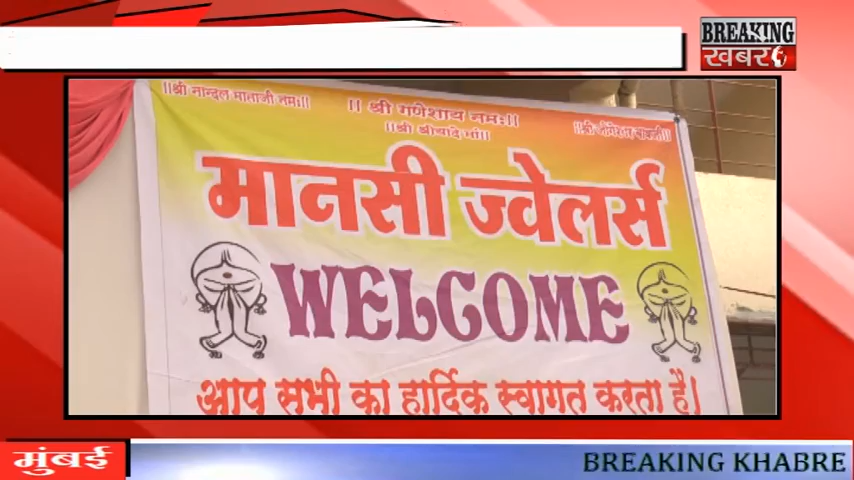 BREAKING
खबर
॥श्री नान्दल माताजी नमः॥
॥ श्री गणेशाय नमः॥
॥श्री श्रीयादे माँ॥
मानसी ज्वेलर्स
WELCOME
आप सभी का हार्दिक स्वागत करता है।
मुंबई
BREAKING KHABRE